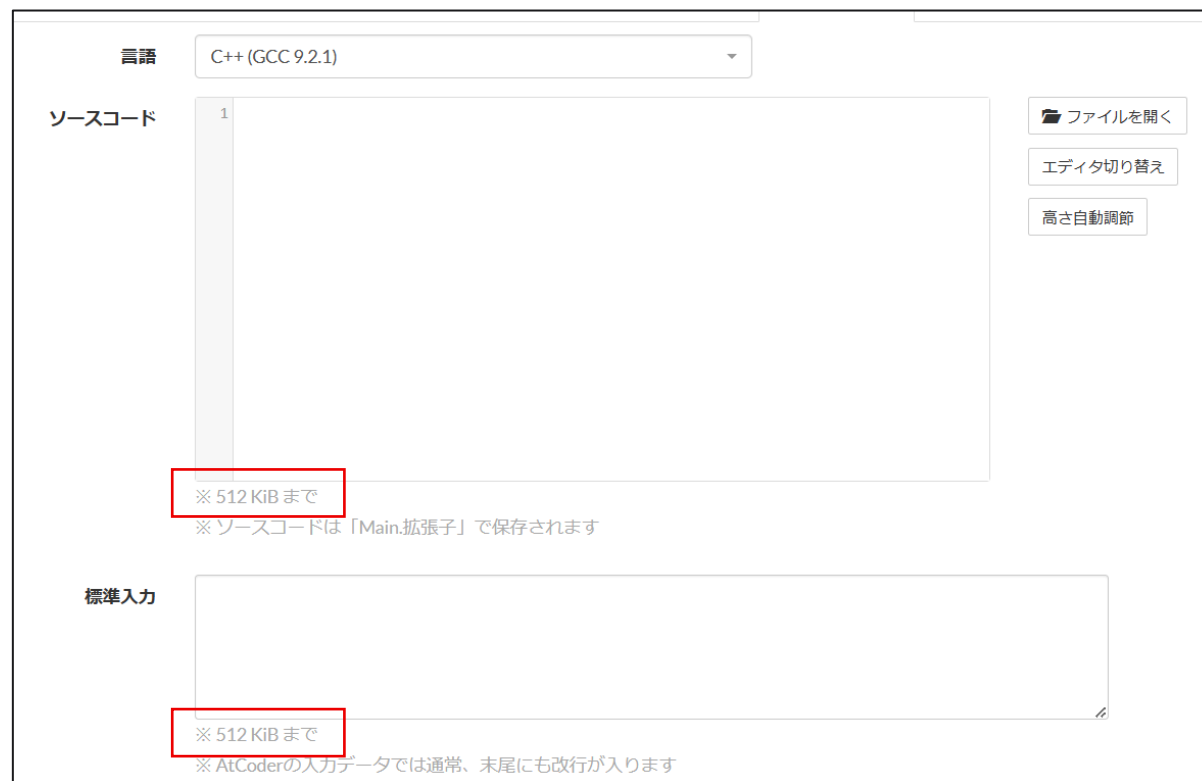 言語
C++ (GCC 9.2.1)
ソースコード
1
ファイルを開く
エディタ切り替え
高さ自動調節
※ 512 KiB まで
※ ソースコードは「Main.拡張子」で保存されます
標準入力
※ 512 KiB まで
※ AtCoderの入力データでは通常、末尾にも改行が入ります